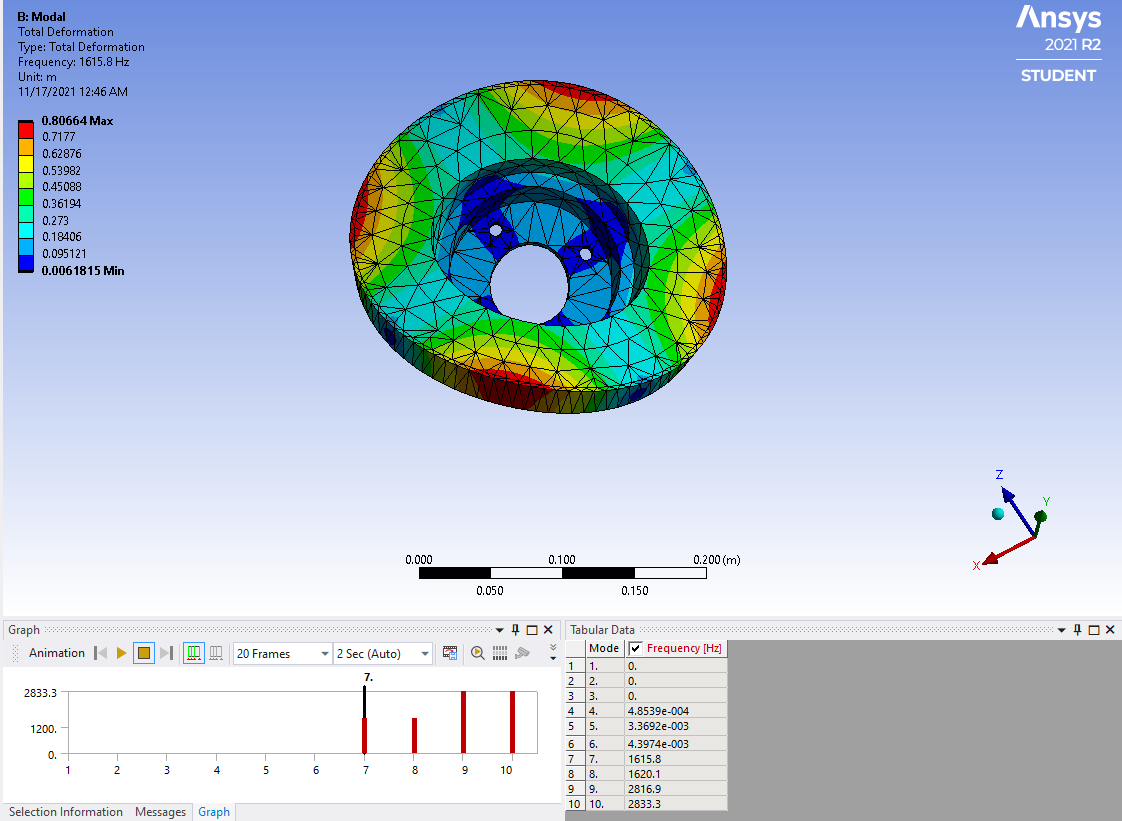 B: Modal
Total Deformation
Type: Total Deformation
Frequency: 1615.8 Hz
Unit: m
11/17/2021 12:46 AM
0.80664 Max
0.7177
0.62876
0.53982
0.45088
0.36194
0.273
0.18406
0.095121
0.0061815 Min
Ansys
2021 R2
STUDENT
Z
Y
X
0.000 0.100 0.200 (m)
0.050 0.150
Graph
Animation 20 Frames 2 Sec (Auto)
7.
2833.3
1200.
0.
1 2 3 4 5 6 7 8 9 10
Selection Information Messages Graph
Tabular Data
Mode Frequency [Hz]
1 1. 0.
2 2. 0.
3 3. 0.
4 4. 4.8539e-004
5 5. 3.3692e-003
6 6. 4.3974e-003
7 7. 1615.8
8 8. 1620.1
9 9. 2816.9
10 10. 2833.3